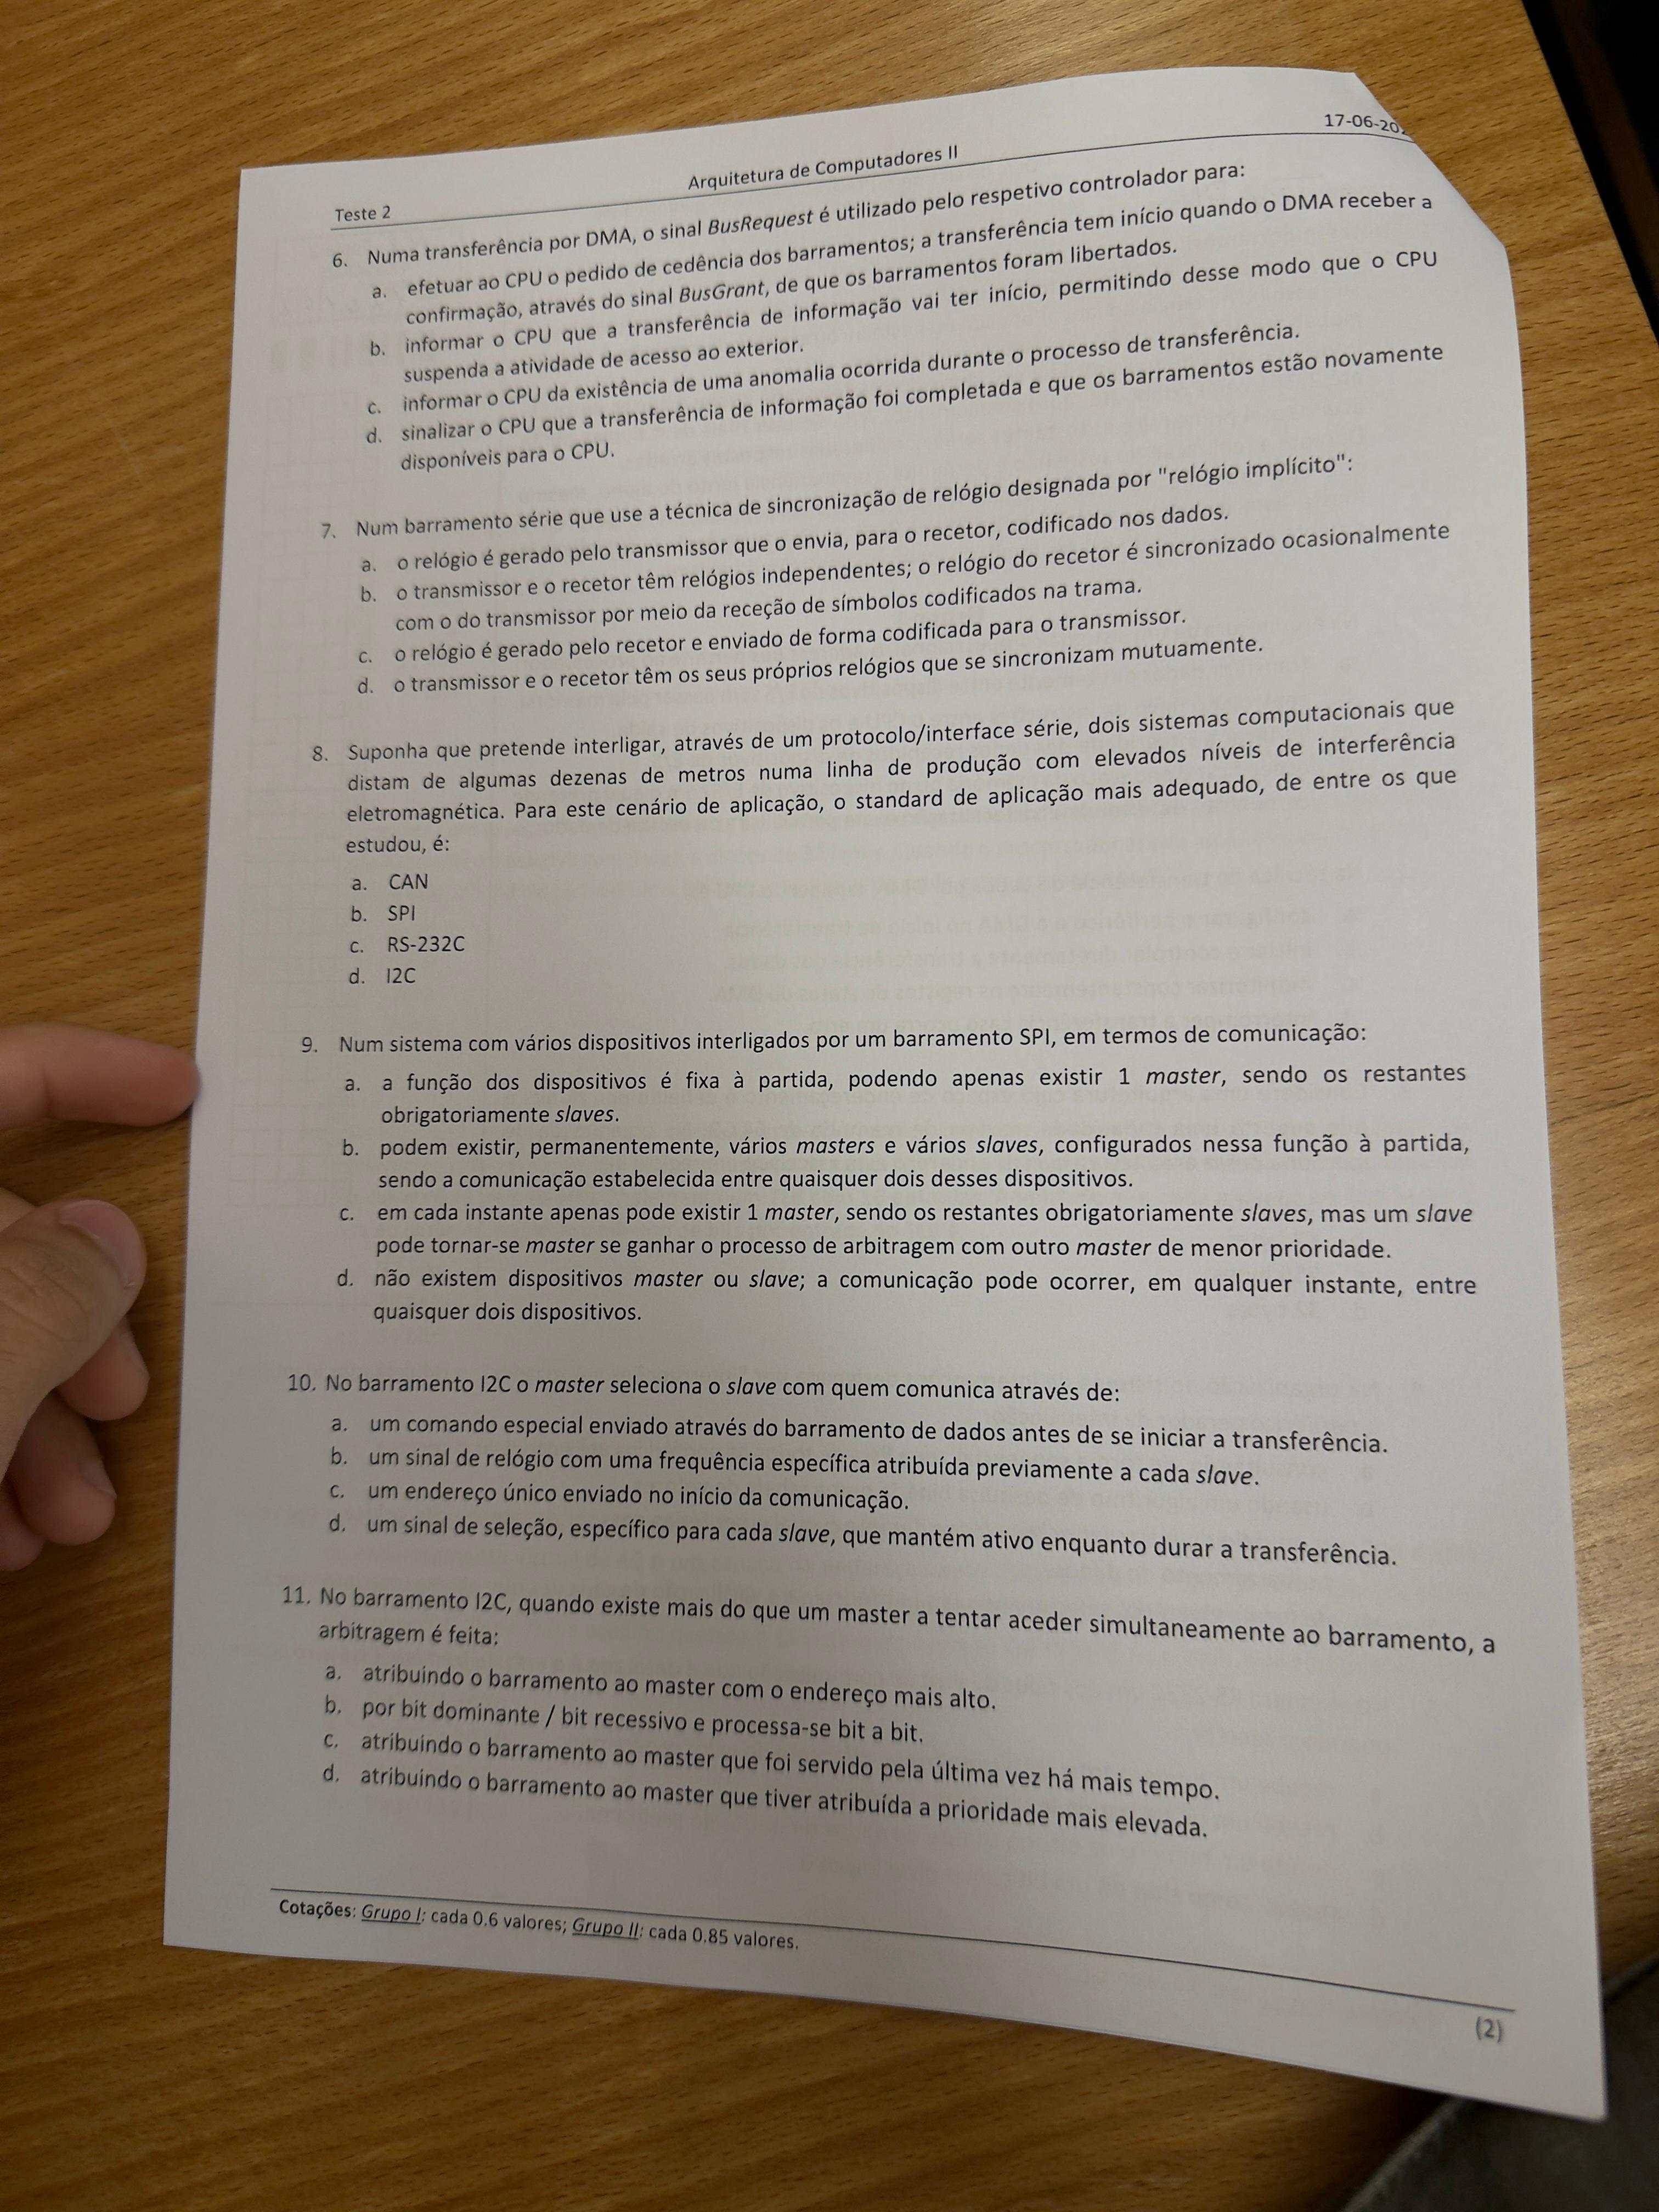 17-06-20
Arquitetura de Computadores II
Teste 2
6. Numa transferência por DMA, o sinal BusRequest é utilizado pelo respetivo controlador para:
a. efetuar ao CPU o pedido de cedência dos barramentos; a transferência tem início quando o DMA receber a
confirmação, através do sinal BusGrant, de que os barramentos foram libertados.
b. informar o CPU que a transferência de informação vai ter início, permitindo desse modo que o CPU
suspenda a atividade de acesso ao exterior.
c. informar o CPU da existência de uma anomalia ocorrida durante o processo de transferência.
d. sinalizar o CPU que a transferência de informação foi completada e que os barramentos estão novamente
disponíveis para o CPU.
7. Num barramento série que use a técnica de sincronização de relógio designada por "relógio implícito":
a. o relógio é gerado pelo transmissor que o envia, para o recetor, codificado nos dados.
b. o transmissor e o recetor têm relógios independentes; o relógio do recetor é sincronizado ocasionalmente
com o do transmissor por meio da receção de símbolos codificados na trama.
c. o relógio é gerado pelo recetor e enviado de forma codificada para o transmissor.
d. o transmissor e o recetor têm os seus próprios relógios que se sincronizam mutuamente.
8. Suponha que pretende interligar, através de um protocolo/interface série, dois sistemas computacionais que
distam de algumas dezenas de metros numa linha de produção com elevados níveis de interferência
eletromagnética. Para este cenário de aplicação, o standard de aplicação mais adequado, de entre os que
estudou, é:
a. CAN
b. SPI
c. RS-232C
d. I2C
9. Num sistema com vários dispositivos interligados por um barramento SPI, em termos de comunicação:
a. a função dos dispositivos é fixa à partida, podendo apenas existir 1 master, sendo os restantes
obrigatoriamente slaves.
b. podem existir, permanentemente, vários masters e vários slaves, configurados nessa função à partida,
sendo a comunicação estabelecida entre quaisquer dois desses dispositivos.
c. em cada instante apenas pode existir 1 master, sendo os restantes obrigatoriamente slaves, mas um slave
pode tornar-se master se ganhar o processo de arbitragem com outro master de menor prioridade.
d. não existem dispositivos master ou slave; a comunicação pode ocorrer, em qualquer instante, entre
quaisquer dois dispositivos.
10. No barramento I2C o master seleciona o slave com quem comunica através de:
a. um comando especial enviado através do barramento de dados antes de se iniciar a transferência.
b. um sinal de relógio com uma frequência específica atribuída previamente a cada slave.
c. um endereço único enviado no início da comunicação.
d. um sinal de seleção, específico para cada slave, que mantém ativo enquanto durar a transferência.
11. No barramento I2C, quando existe mais do que um master a tentar aceder simultaneamente ao barramento, a
arbitragem é feita:
a. atribuindo o barramento ao master com o endereço mais alto.
b. por bit dominante / bit recessivo e processa-se bit a bit.
c. atribuindo o barramento ao master que foi servido pela última vez há mais tempo.
d. atribuindo o barramento ao master que tiver atribuída a prioridade mais elevada.
Cotações: Grupo I: cada 0.6 valores; Grupo II: cada 0.85 valores.
(2)